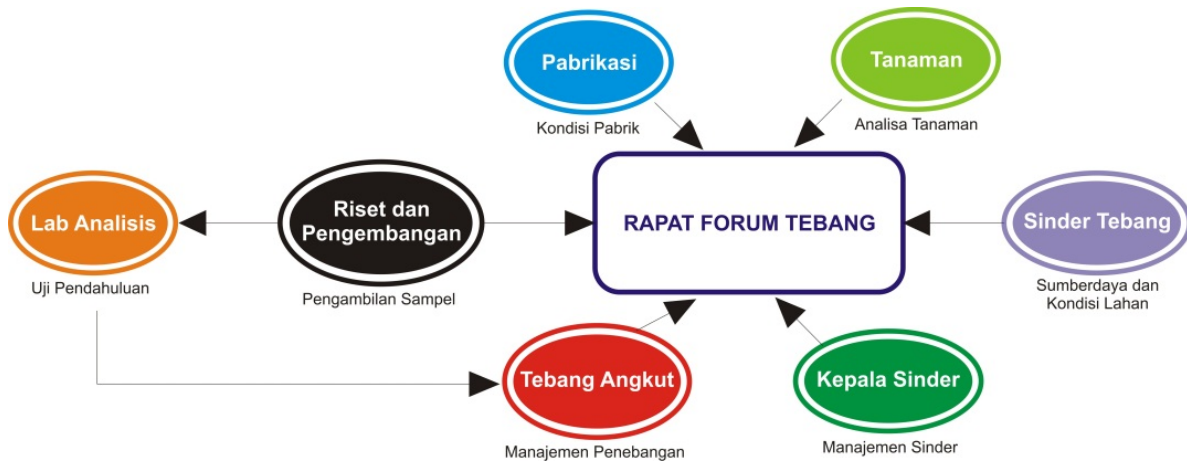 Pabrikasi
Kondisi Pabrik
Tanaman
Analisa Tanaman
Lab Analisis
Uji Pendahuluan
Riset dan
Pengembangan
Pengambilan Sampel
RAPAT FORUM TEBANG
Sinder Tebang
Sumberdaya dan
Kondisi Lahan
Tebang Angkut
Manajemen Penebangan
Kepala Sinder
Manajemen Sinder